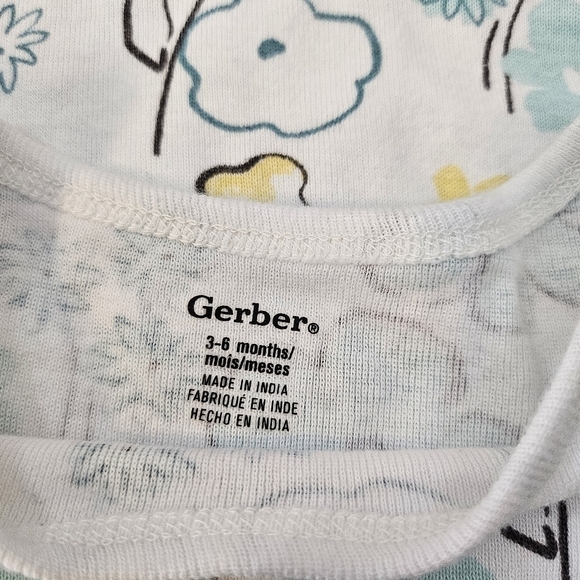 Gerber®
3-6 months/
mois/meses
MADE IN INDIA
FABRIQUÉ EN INDE
HECHO EN INDIA